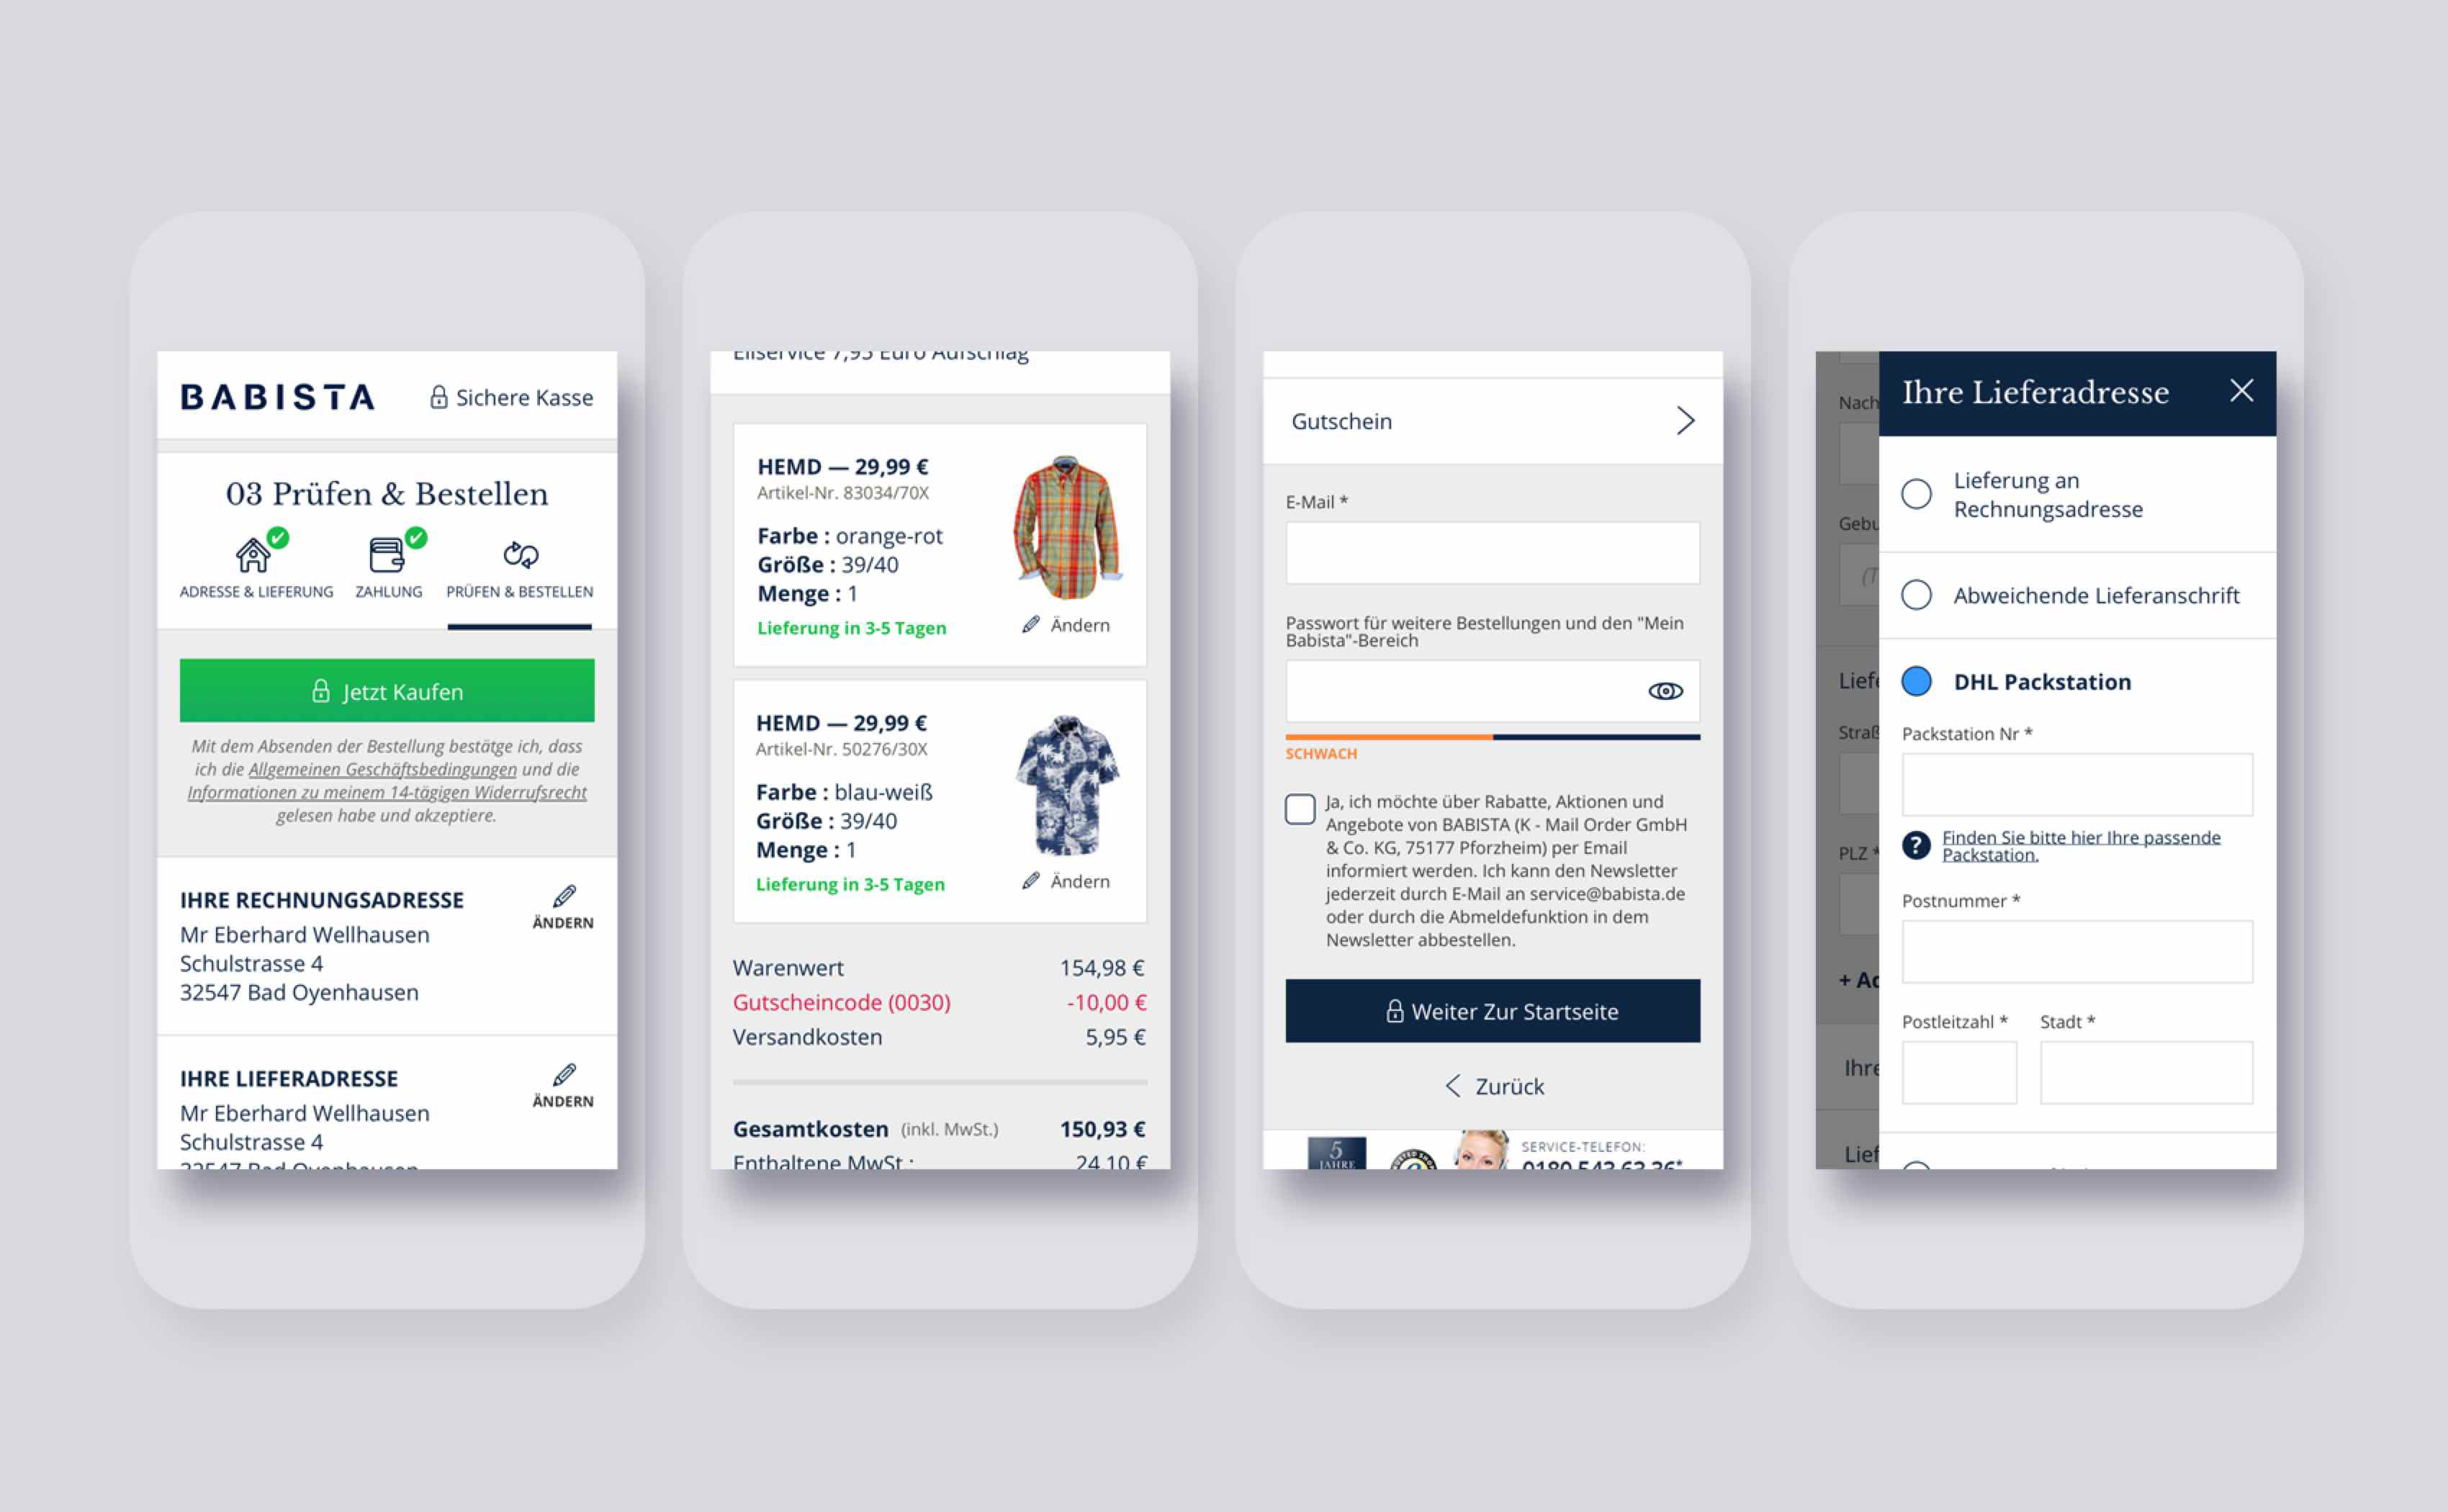 BABISTA
Sichere Kasse
03 Prüfen & Bestellen
ADRESSE & LIEFERUNG
ZAHLUNG
PRÜFEN & BESTELLEN
Jetzt Kaufen
Mit dem Absenden der Bestellung bestätge ich, dass
ich die Allgemeinen Geschäftsbedingungen und die
Informationen zu meinem 14-tägigen Widerrufsrecht
gelesen habe und akzeptiere.
IHRE RECHNUNGSADRESSE
ÄNDERN
Mr Eberhard Wellhausen
Schulstrasse 4
32547 Bad Oyenhausen
IHRE LIEFERADRESSE
ÄNDERN
Mr Eberhard Wellhausen
Schulstrasse 4
32547 Bad Oyenhausen
Eilservice 7,95 Euro Aufschlag
HEMD — 29,99 €
Artikel-Nr. 83034/70X
Farbe : orange-rot
Größe : 39/40
Menge : 1
Lieferung in 3-5 Tagen
Ändern
HEMD — 29,99 €
Artikel-Nr. 50276/30X
Farbe : blau-weiß
Größe : 39/40
Menge : 1
Lieferung in 3-5 Tagen
Ändern
Warenwert 154,98 €
Gutscheincode (0030) -10,00 €
Versandkosten 5,95 €
Gesamtkosten (inkl. MwSt.) 150,93 €
Enthaltene MwSt.: 24,10 €
Gutschein
E-Mail *
Passwort für weitere Bestellungen und den "Mein
Babista"-Bereich
SCHWACH
Ja, ich möchte über Rabatte, Aktionen und
Angebote von BABISTA (K - Mail Order GmbH
& Co. KG, 75177 Pforzheim) per Email
informiert werden. Ich kann den Newsletter
jederzeit durch E-Mail an service@babista.de
oder durch die Abmeldefunktion in dem
Newsletter abbestellen.
Weiter Zur Startseite
Zurück
5
JAHRE
SERVICE-TELEFON:
Nach
Gebu
(T
Lief
Straß
PLZ *
+ Ad
Ihre
Lief
Ihre Lieferadresse
Lieferung an
Rechnungsadresse
Abweichende Lieferanschrift
DHL Packstation
Packstation Nr *
?
Finden Sie bitte hier Ihre passende
Packstation.
Postnummer *
Postleitzahl *
Stadt *